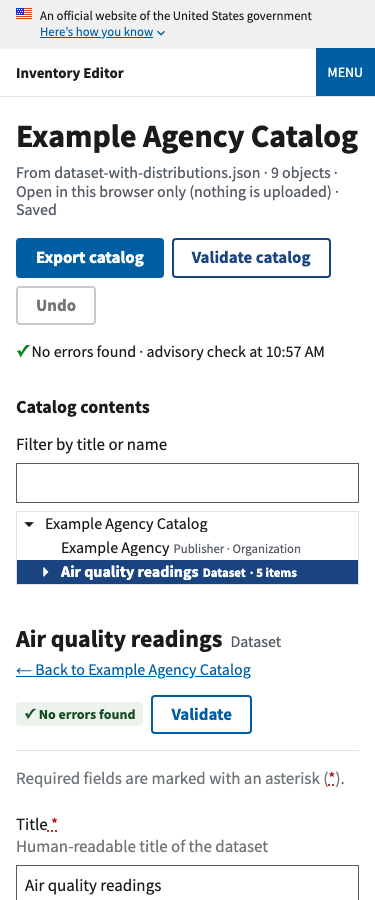 An official website of the United States government
Here's how you know
Inventory Editor
MENU
Example Agency Catalog
From dataset-with-distributions.json · 9 objects ·
Open in this browser only (nothing is uploaded) ·
Saved
Export catalog
Validate catalog
Undo
✓No errors found · advisory check at 10:57 AM
Catalog contents
Filter by title or name
Example Agency Catalog
Example Agency Publisher · Organization
Air quality readings Dataset · 5 items
Air quality readings Dataset
← Back to Example Agency Catalog
✓ No errors found
Validate
Required fields are marked with an asterisk (*).
Title *
Human-readable title of the dataset
Air quality readings